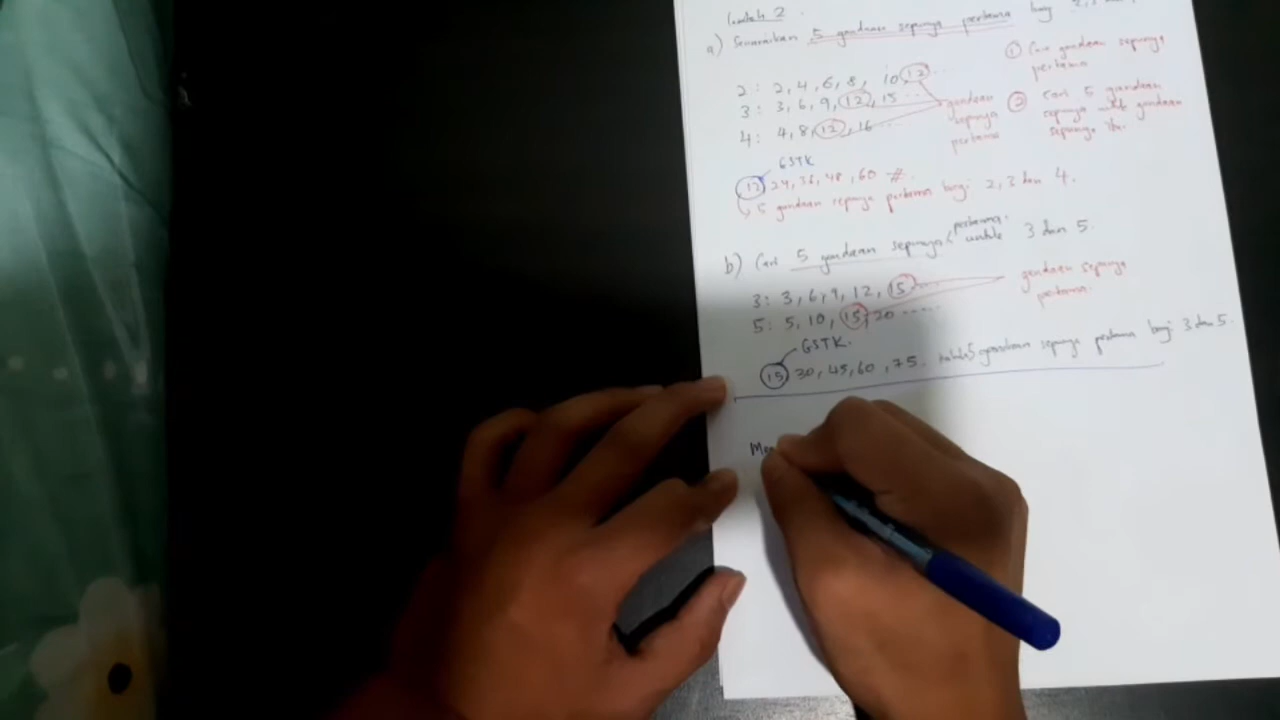 Contoh 2
a) Senaraikan 5 gandaan sepunya pertama bagi 2, 3
2: 2, 4, 6, 8, 10, 12 ...
3: 3, 6, 9, 12, 15 ...
4: 4, 8, 12, 16 ...
gandaan
sepunya
pertama
① Cari gandaan sepunya
pertama
② Cari 5 gandaan
sepunya untuk gandaan
sepunya itu.
GSTK
12, 24, 36, 48, 60 #
5 gandaan sepunya pertama bagi 2, 3 dan 4.
b) Cari 5 gandaan sepunya pertama untuk 3 dan 5.
3: 3, 6, 9, 12, 15 .....
5: 5, 10, 15, 20 .....
gandaan sepunya
pertama.
GSTK.
15, 30, 45, 60, 75. 5 gandaan sepunya pertama bagi 3 dan 5.